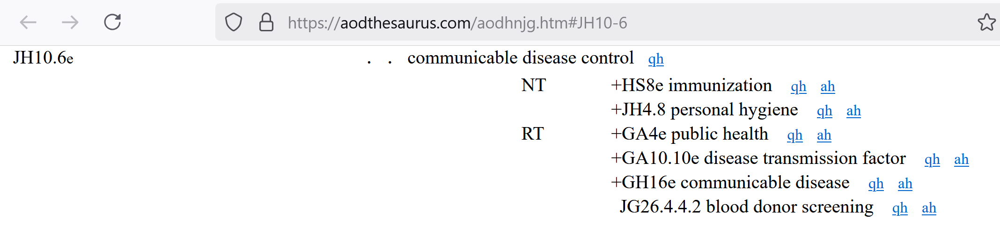 https://aodthesaurus.com/aodhnjg.htm#JH10-6
JH10.6e . . communicable disease control qh
NT +HS8e immunization qh ah
+JH4.8 personal hygiene qh ah
RT +GA4e public health qh ah
+GA10.10e disease transmission factor qh ah
+GH16e communicable disease qh ah
JG26.4.4.2 blood donor screening qh ah